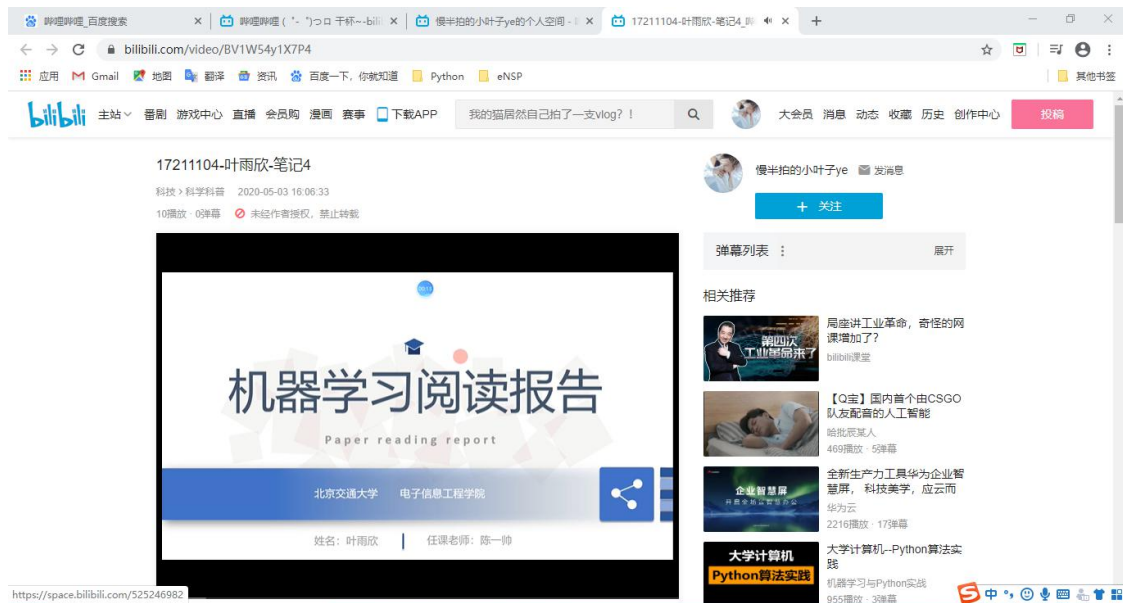 哔哩哔哩_百度搜索
哔哩哔哩 ( ゜- ゜)つロ 干杯~-bili
慢半拍的小叶子ye的个人空间 -
17211104-叶雨欣-笔记4_哔
bilibili.com/video/BV1W54y1X7P4
应用 Gmail 地图 翻译 资讯 百度一下，你就知道 Python eNSP 其他书签
bilibili 主站 番剧 游戏中心 直播 会员购 漫画 赛事 下载APP 我的猫居然自己拍了一支vlog？！ 大会员 消息 动态 收藏 历史 创作中心 投稿
17211104-叶雨欣-笔记4
科技 > 科学科普 2020-05-03 16:06:33
10播放 · 0弹幕 未经作者授权，禁止转载
慢半拍的小叶子ye 发消息
+ 关注
弹幕列表 展开
相关推荐
00:13
机器学习阅读报告
Paper reading report
北京交通大学 电子信息工程学院
姓名：叶雨欣 任课老师：陈一帅
第四次
工业革命来了
局座讲工业革命，奇怪的网
课增加了？
bilibili课堂
【Q宝】国内首个由CSGO
队友配音的人工智能
哈批辰某人
469播放 · 5弹幕
企业智慧屏
开启全场景智慧办公
全新生产力工具华为企业智
慧屏， 科技美学，应云而
华为云
2216播放 · 17弹幕
大学计算机
Python算法实践
大学计算机--Python算法实
践
机器学习与Python实战
955播放 · 3弹幕
https://space.bilibili.com/525246982
中